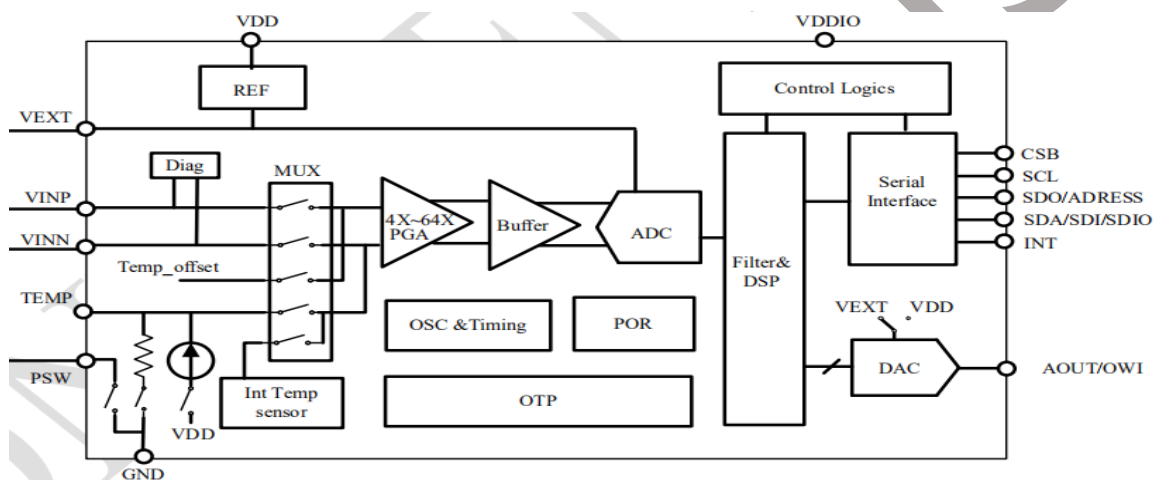 VDD
VDDIO
REF
Control Logics
VEXT
Diag
MUX
CSB
SCL
SDO/ADRESS
SDA/SDI/SDIO
INT
VINP
4X~64X
PGA
Buffer
ADC
Serial
Interface
VINN
Temp_offset
Filter&
DSP
TEMP
OSC &Timing
POR
VEXT
VDD
PSW
Int Temp
sensor
VDD
OTP
DAC
AOUT/OWI
GND